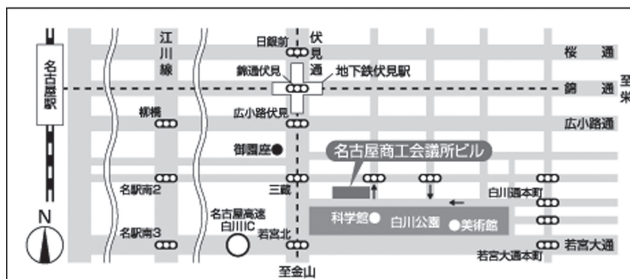 江川線
日銀前
伏見通
桜通
名古屋駅
錦通伏見
地下鉄伏見駅
錦通
至栄
柳橋
広小路伏見
広小路通
御園座
名古屋商工会議所ビル
名駅南2
三蔵
白川通本町
科学館
白川公園
美術館
N
名駅南3
名古屋高速
白川IC
若宮北
若宮大通本町
若宮大通
至金山